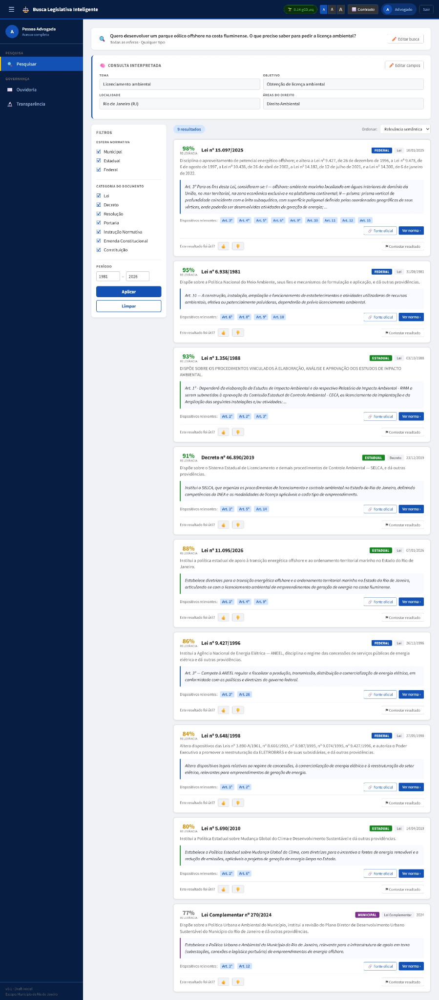 Busca Legislativa Inteligente
0.14 gCO₂eq
A A A
Contraste
A Advogado
Sair
A
Pessoa Advogada
Acesso completo
PESQUISA
Pesquisar
GOVERNANÇA
Ouvidoria
Transparência
Quero desenvolver um parque eólico offshore na costa fluminense. O que preciso saber para pedir a licença ambiental?
Todas as esferas · Qualquer tipo
Editar busca
CONSULTA INTERPRETADA
Editar campos
TEMA
Licenciamento ambiental
OBJETIVO
Obtenção de licença ambiental
LOCALIDADE
Rio de Janeiro (RJ)
ÁREAS DO DIREITO
Direito Ambiental
FILTROS
ESFERA NORMATIVA
Municipal
Estadual
Federal
CATEGORIA DO DOCUMENTO
Lei
Decreto
Resolução
Portaria
Instrução Normativa
Emenda Constitucional
Constituição
PERÍODO
1981 – 2026
Aplicar
Limpar
9 resultados
Ordenar: Relevância semântica
98%
RELEVÂNCIA
Lei nº 15.097/2025
FEDERAL Lei 10/01/2025
Disciplina o aproveitamento de potencial energético offshore; e altera a Lei nº 9.427, de 26 de dezembro de 1996, a Lei nº 9.478, de
6 de agosto de 1997, a Lei nº 10.438, de 26 de abril de 2002, a Lei nº 14.182, de 12 de julho de 2021, e a Lei nº 14.300, de 6 de janeiro
de 2022.
Art. 3º Para os fins desta Lei, consideram-se: I — offshore: ambiente marinho localizado em águas interiores de domínio da
União, no mar territorial, na zona econômica exclusiva e na plataforma continental; II — prisma: prisma vertical de
profundidade coincidente com o leito subaquático, com superfície poligonal definida pelas coordenadas geográficas de seus
vértices, onde poderão ser desenvolvidas atividades de geração de energia; ...
Dispositivos relevantes: Art. 3º Art. 4º Art. 5º Art. 6º Art. 9º Art. 10 Art. 11 Art. 12 Art. 15
Fonte oficial
Ver norma ›
Este resultado foi útil?
Contestar resultado
95%
RELEVÂNCIA
Lei nº 6.938/1981
FEDERAL Lei 31/08/1981
Dispõe sobre a Política Nacional do Meio Ambiente, seus fins e mecanismos de formulação e aplicação, e dá outras providências.
Art. 10 — A construção, instalação, ampliação e funcionamento de estabelecimentos e atividades utilizadoras de recursos
ambientais, efetiva ou potencialmente poluidoras, dependerão de prévio licenciamento ambiental.
Dispositivos relevantes: Art. 6º Art. 8º Art. 9º Art. 10
Fonte oficial
Ver norma ›
Este resultado foi útil?
Contestar resultado
93%
RELEVÂNCIA
Lei nº 1.356/1988
ESTADUAL Lei 03/10/1988
DISPÕE SOBRE OS PROCEDIMENTOS VINCULADOS À ELABORAÇÃO, ANÁLISE E APROVAÇÃO DOS ESTUDOS DE IMPACTO
AMBIENTAL.
Art. 1º - Dependerá da elaboração de Estudos de Impacto Ambiental e do respectivo Relatório de Impacto Ambiental - RIMA a
serem submetidos à aprovação da Comissão Estadual de Controle Ambiental - CECA, os licenciamento da implantação e da
Ampliação das seguintes instalações e/ou atividades: ...
Dispositivos relevantes: Art. 1º Art. 2º Art. 3º
Fonte oficial
Ver norma ›
Este resultado foi útil?
Contestar resultado
91%
RELEVÂNCIA
Decreto nº 46.890/2019
ESTADUAL Decreto 23/12/2019
Dispõe sobre o Sistema Estadual de Licenciamento e demais procedimentos de Controle Ambiental — SELCA, e dá outras
providências.
Institui o SELCA, que organiza os procedimentos de licenciamento e controle ambiental no Estado do Rio de Janeiro, definindo
competências do INEA e as modalidades de licença aplicáveis a cada tipo de empreendimento.
Dispositivos relevantes: Art. 1º Art. 5º Art. 14
Fonte oficial
Ver norma ›
Este resultado foi útil?
Contestar resultado
88%
RELEVÂNCIA
Lei nº 11.095/2026
ESTADUAL Lei 07/01/2026
Institui a política estadual de apoio à transição energética offshore e ao ordenamento territorial marinho no Estado do Rio de
Janeiro.
Estabelece diretrizes para a transição energética offshore e o ordenamento territorial marinho no Estado do Rio de Janeiro,
articulando-se com o licenciamento ambiental de empreendimentos de geração de energia na costa fluminense.
Dispositivos relevantes: Art. 1º Art. 4º Art. 9º
Fonte oficial
Ver norma ›
Este resultado foi útil?
Contestar resultado
86%
RELEVÂNCIA
Lei nº 9.427/1996
FEDERAL Lei 26/12/1996
Institui a Agência Nacional de Energia Elétrica — ANEEL, disciplina o regime das concessões de serviços públicos de energia
elétrica e dá outras providências.
Art. 3º — Compete à ANEEL regular e fiscalizar a produção, transmissão, distribuição e comercialização de energia elétrica, em
conformidade com as políticas e diretrizes do governo federal.
Dispositivos relevantes: Art. 3º Art. 26
Fonte oficial
Ver norma ›
Este resultado foi útil?
Contestar resultado
84%
RELEVÂNCIA
Lei nº 9.648/1998
FEDERAL Lei 27/05/1998
Altera dispositivos das Leis nº 3.890-A/1961, nº 8.666/1993, nº 8.987/1995, nº 9.074/1995, nº 9.427/1996, e autoriza o Poder
Executivo a promover a reestruturação da ELETROBRÁS e de suas subsidiárias, e dá outras providências.
Altera dispositivos legais relativos ao regime de concessões, à comercialização de energia elétrica e à reestruturação do setor
elétrico, relevantes para empreendimentos de geração de energia.
Dispositivos relevantes: Art. 1º Art. 2º
Fonte oficial
Ver norma ›
Este resultado foi útil?
Contestar resultado
80%
RELEVÂNCIA
Lei nº 5.690/2010
ESTADUAL Lei 14/04/2010
Institui a Política Estadual sobre Mudança Global do Clima e Desenvolvimento Sustentável e dá outras providências.
Estabelece a Política Estadual sobre Mudança Global do Clima, com diretrizes para o incentivo a fontes de energia renovável e a
redução de emissões, aplicáveis a projetos de geração de energia limpa no Estado.
Dispositivos relevantes: Art. 1º Art. 6º
Fonte oficial
Ver norma ›
Este resultado foi útil?
Contestar resultado
77%
RELEVÂNCIA
Lei Complementar nº 270/2024
MUNICIPAL Lei Complementar 2024
Dispõe sobre a Política Urbana e Ambiental do Município, institui a revisão do Plano Diretor de Desenvolvimento Urbano
Sustentável do Município do Rio de Janeiro e dá outras providências.
Estabelece a Política Urbana e Ambiental do Município do Rio de Janeiro, relevante para a infraestrutura de apoio em terra
(subestações, conexões e logística portuária) de empreendimentos de energia offshore.
Dispositivos relevantes: Art. 1º Art. 12
Fonte oficial
Ver norma ›
Este resultado foi útil?
Contestar resultado
v0.1 · Draft inicial
Escopo: Município do Rio de Janeiro